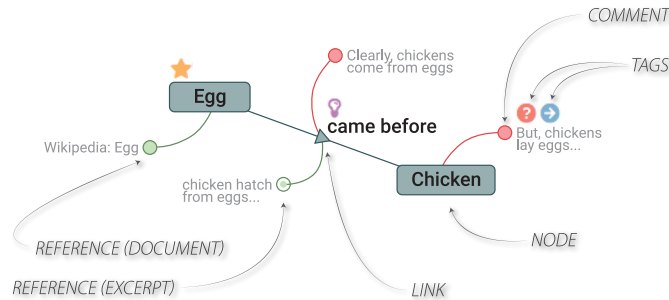 COMMENT
Clearly, chickens
come from eggs
TAGS
Egg
?
came before
But, chickens
lay eggs...
Wikipedia: Egg
chicken hatch
from eggs...
Chicken
REFERENCE (DOCUMENT)
NODE
REFERENCE (EXCERPT)
LINK